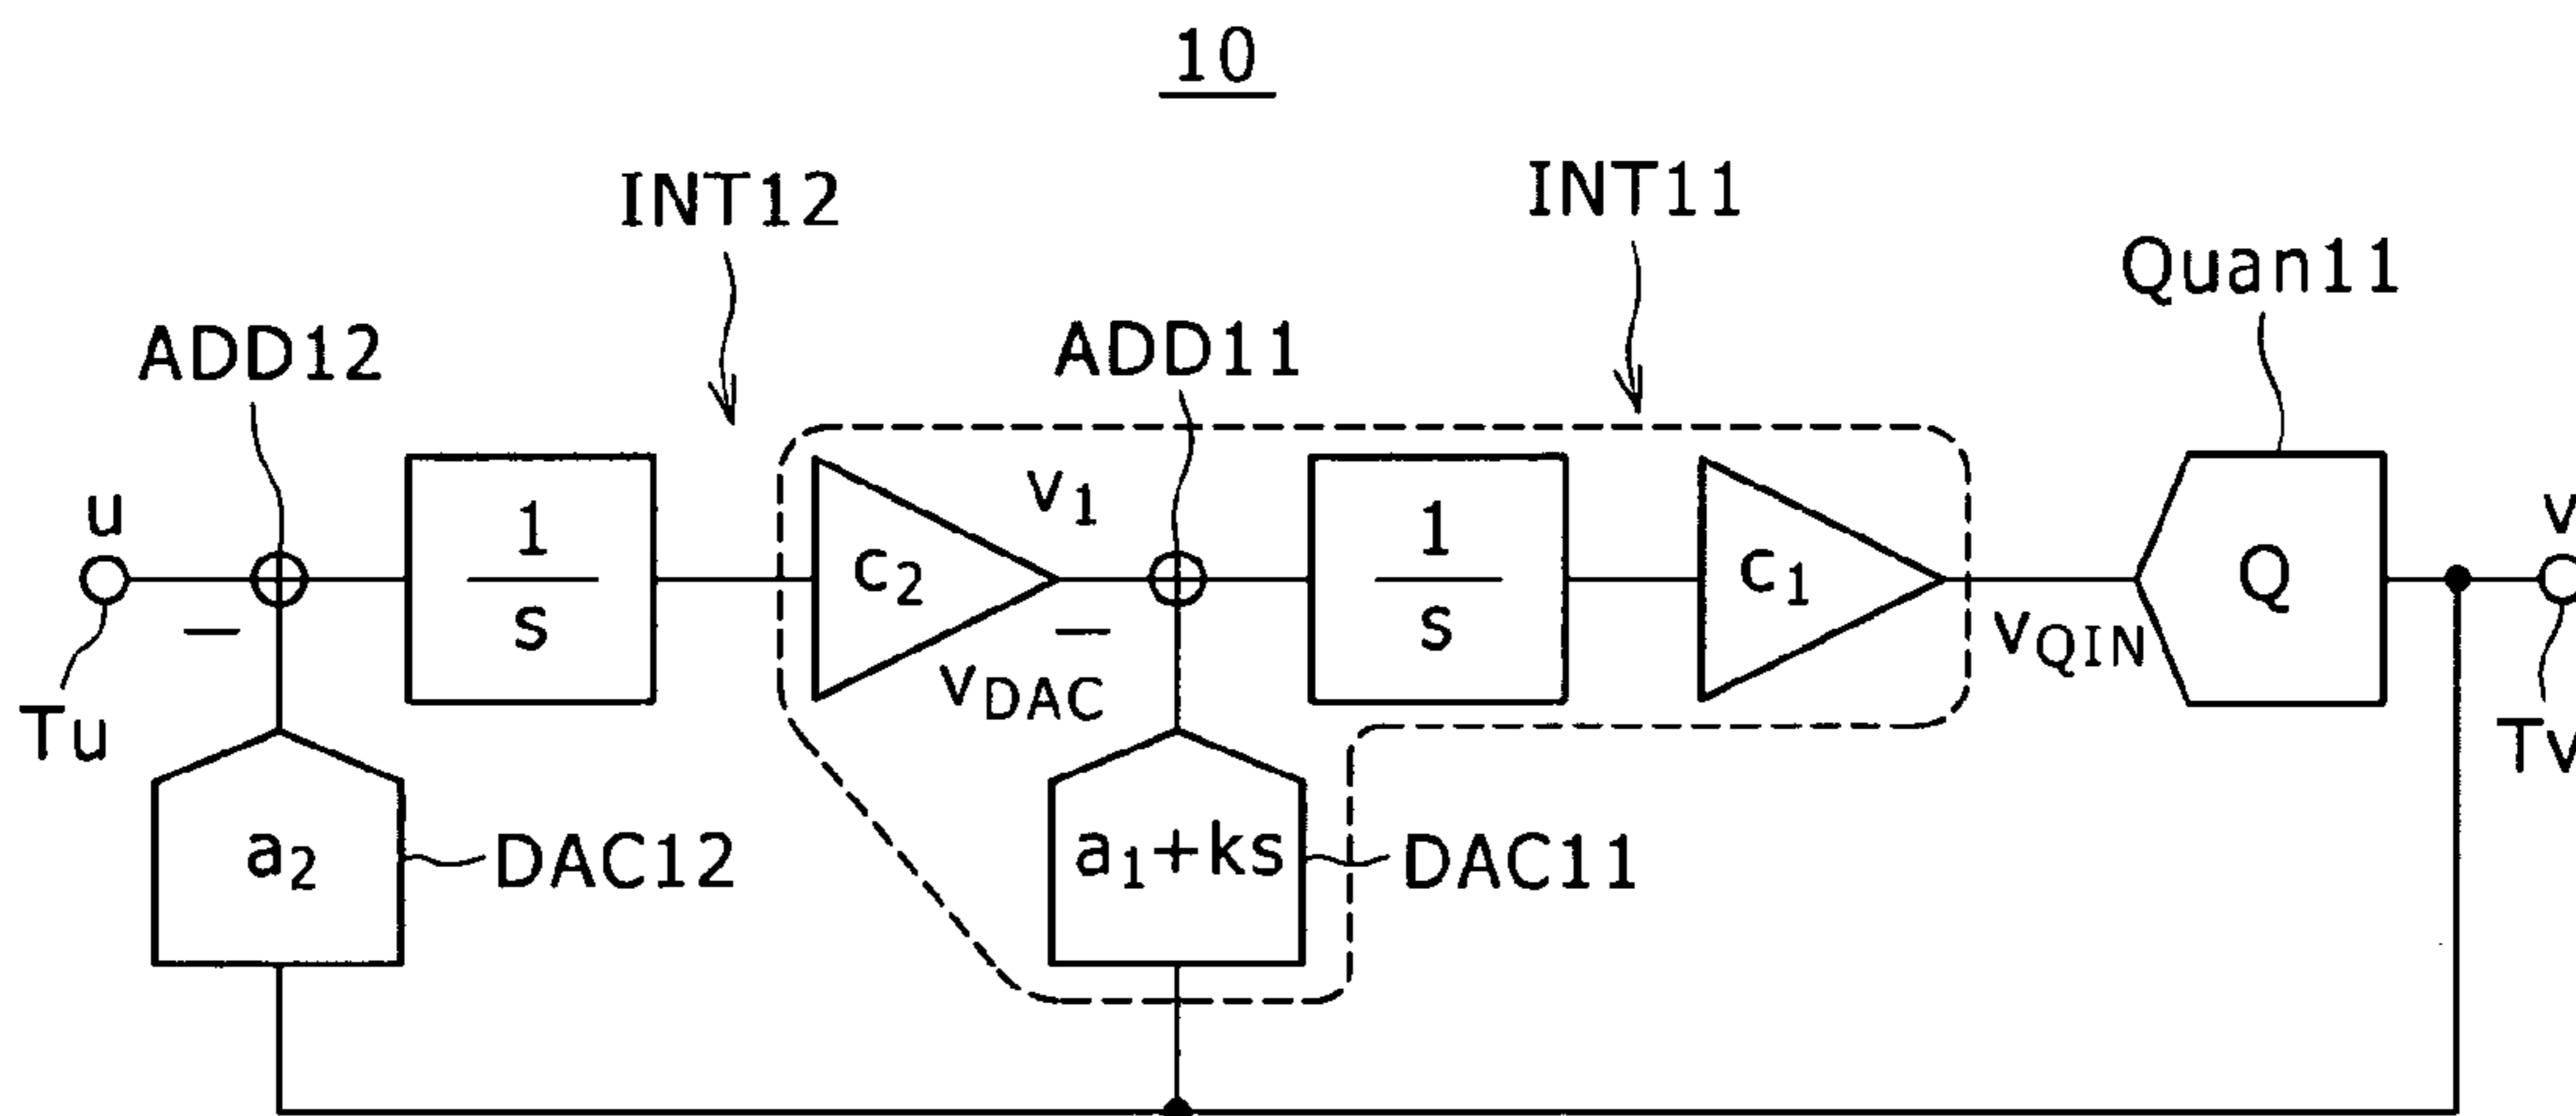 10
INT12
INT11
Quan11
ADD12
ADD11
u
1
s
c2
v1
1
s
c1
Q
v
−
−
vDAC
vQIN
Tu
Tv
a2
DAC12
a1+ks
DAC11